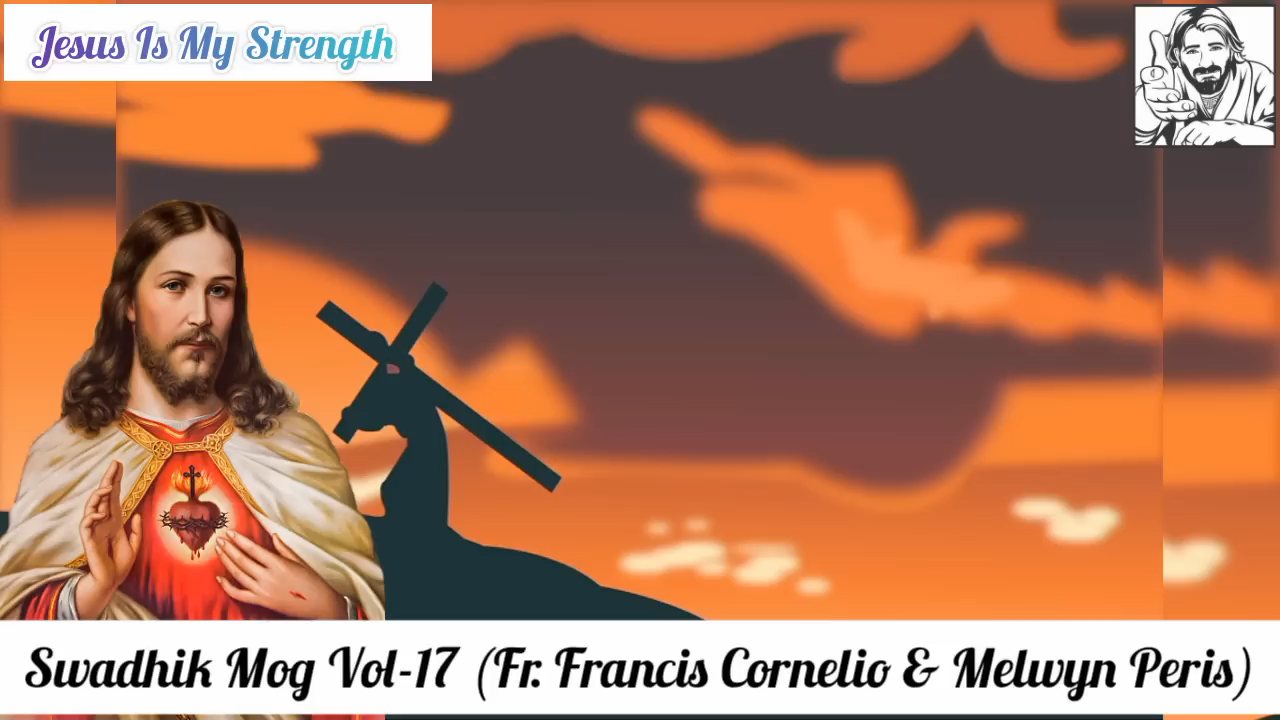 Jesus Is My Strength
Swadhik Mog Vol-17 (Fr. Francis Cornelio & Melwyn Peris)